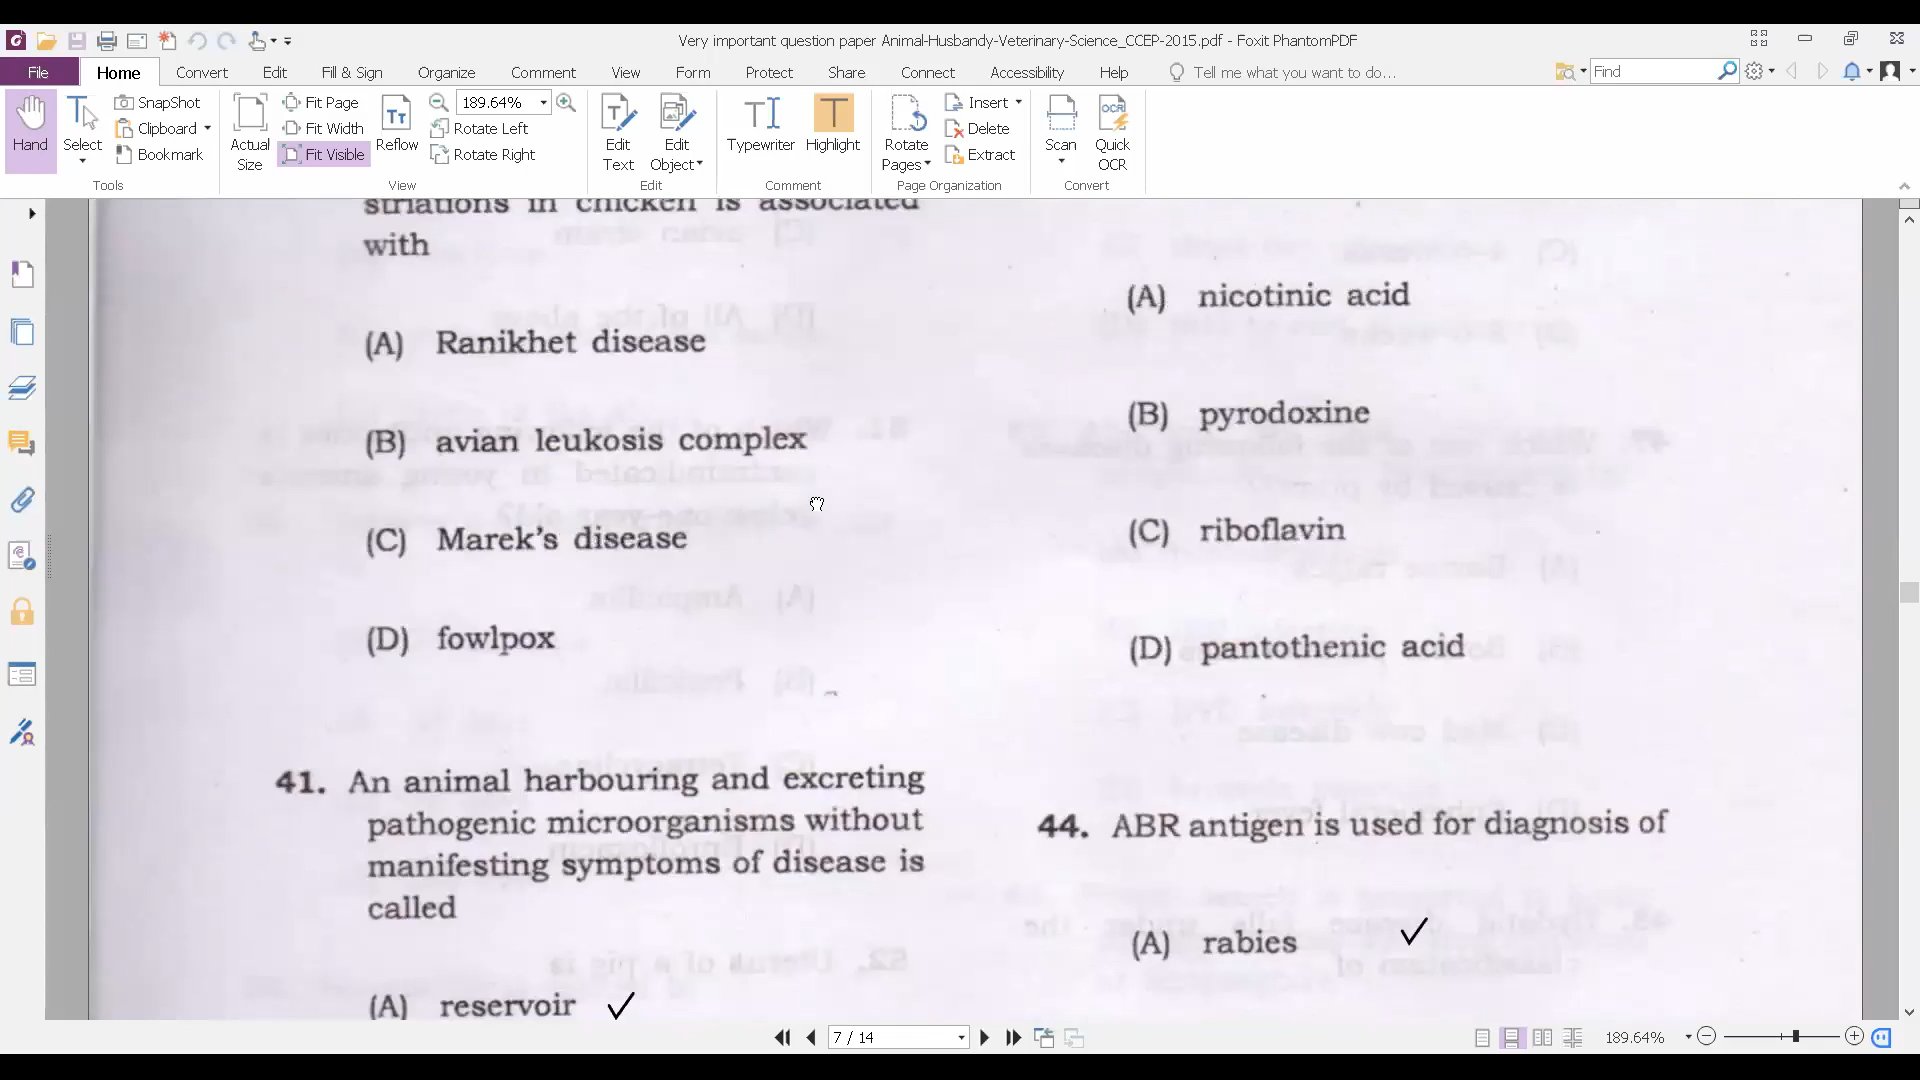 Very important question paper Animal-Husbandy-Veterinary-Science_CCEP-2015.pdf - Foxit PhantomPDF
File Home Convert Edit Fill & Sign Organize Comment View Form Protect Share Connect Accessibility Help Tell me what you want to do... Find
Hand
Select
SnapShot
Clipboard
Bookmark
Tools
Actual Size
Fit Page
Fit Width
Fit Visible
Reflow
189.64%
Rotate Left
Rotate Right
View
Edit Text
Edit Object
Edit
Typewriter
Highlight
Comment
Rotate Pages
Insert
Delete
Extract
Page Organization
Scan
Quick OCR
Convert
striations in chicken is associated
with
(A) Ranikhet disease
(B) avian leukosis complex
(C) Marek's disease
(D) fowlpox
41. An animal harbouring and excreting
pathogenic microorganisms without
manifesting symptoms of disease is
called
(A) reservoir ✓
(A) nicotinic acid
(B) pyrodoxine
(C) riboflavin
(D) pantothenic acid
44. ABR antigen is used for diagnosis of
(A) rabies ✓
7 / 14
189.64%